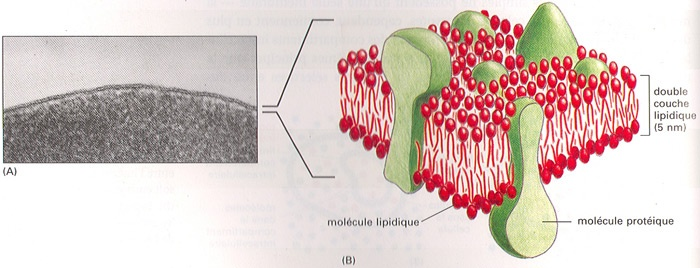 (A)
double
couche
lipidique
(5 nm)
molécule lipidique
molécule protéique
(B)